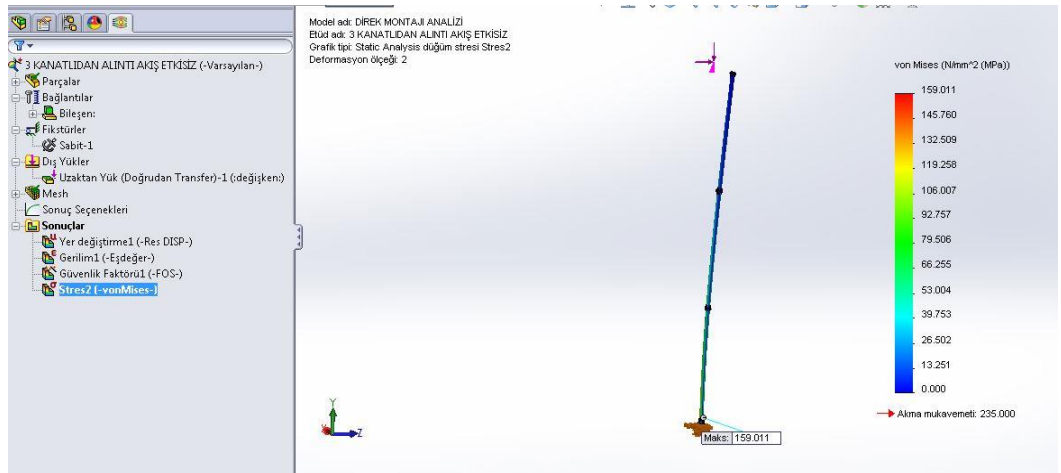 3 KANATLIDAN ALINTI AKIŞ ETKİSİZ (-Varsayılan-)
Parçalar
Bağlantılar
Bileşen:
Fikstürler
Sabit-1
Dış Yükler
Uzaktan Yük (Doğrudan Transfer)-1 (:değişken:)
Mesh
Sonuç Seçenekleri
Sonuçlar
Yer değiştirme1 (-Res DISP-)
Gerilim1 (-Eşdeğer-)
Güvenlik Faktörü1 (-FOS-)
Stres2 (-vonMises-)
Model adı: DİREK MONTAJI ANALİZİ
Etüd adı: 3 KANATLIDAN ALINTI AKIŞ ETKİSİZ
Grafik tipi: Static Analysis düğüm stresi Stres2
Deformasyon ölçeği: 2
Y
Z
Maks: 159.011
von Mises (N/mm^2 (MPa))
159.011
145.760
132.509
119.258
106.007
92.757
79.506
66.255
53.004
39.753
26.502
13.251
0.000
Akma mukavemeti: 235.000